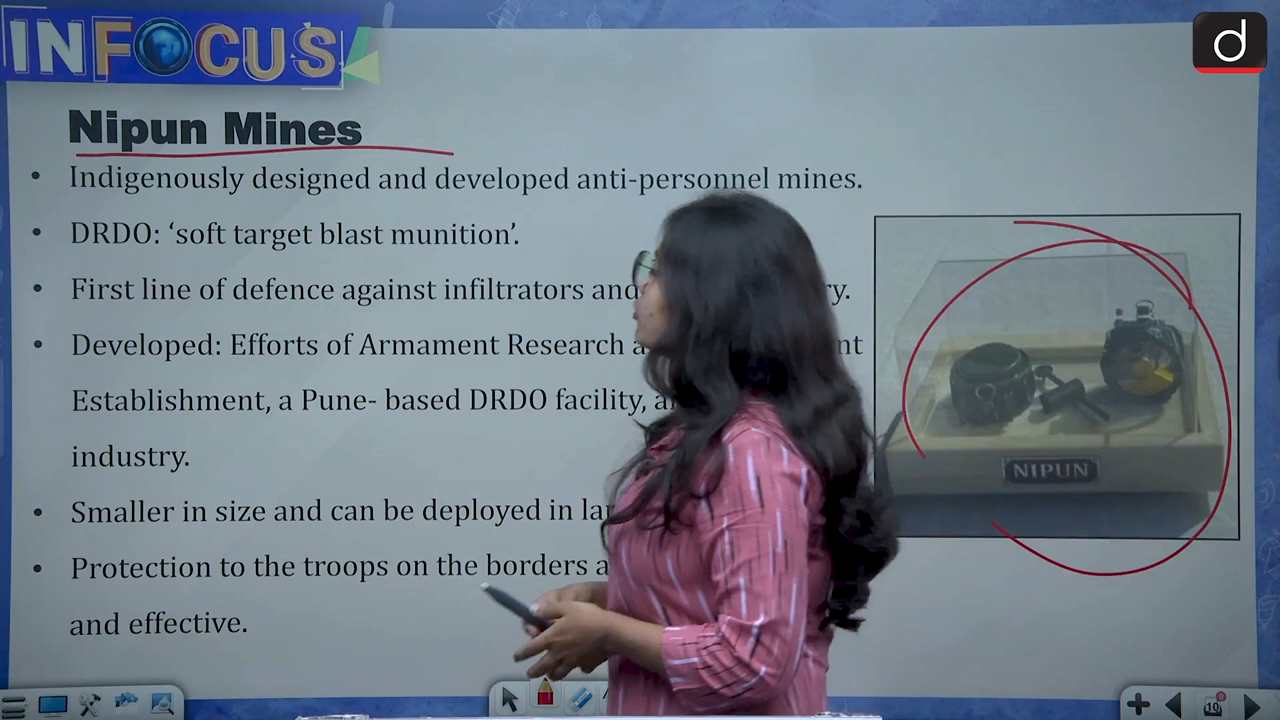 INFOCUS
d
Nipun Mines
• Indigenously designed and developed anti-personnel mines.
• DRDO: ‘soft target blast munition’.
• First line of defence against infiltrators and
• Developed: Efforts of Armament Research
Establishment, a Pune- based DRDO facility,
industry.
• Smaller in size and can be deployed in
• Protection to the troops on the borders
and effective.
NIPUN
10